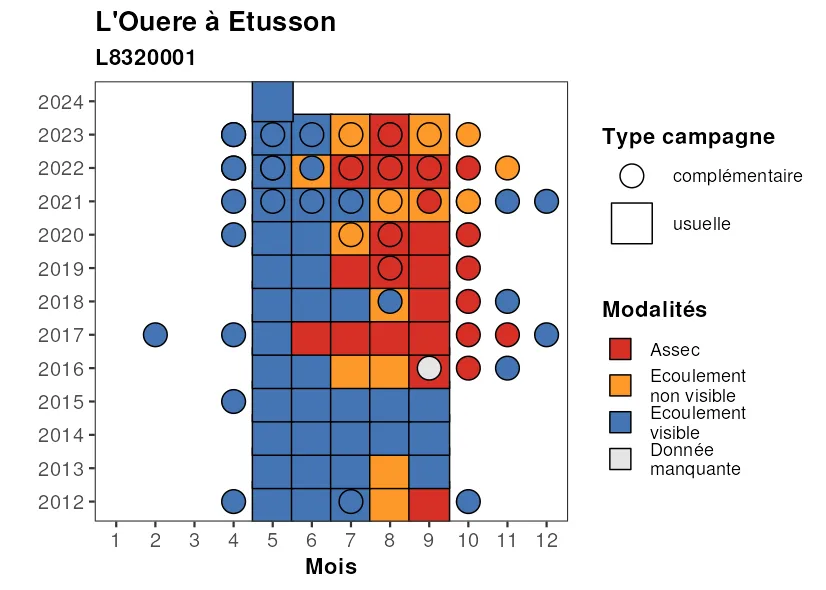 L'Ouere à Etusson
L8320001
2024
2023
2022
2021
2020
2019
2018
2017
2016
2015
2014
2013
2012
1 2 3 4 5 6 7 8 9 10 11 12
Mois
Type campagne
complémentaire
usuelle
Modalités
Assec
Ecoulement
non visible
Ecoulement
visible
Donnée
manquante